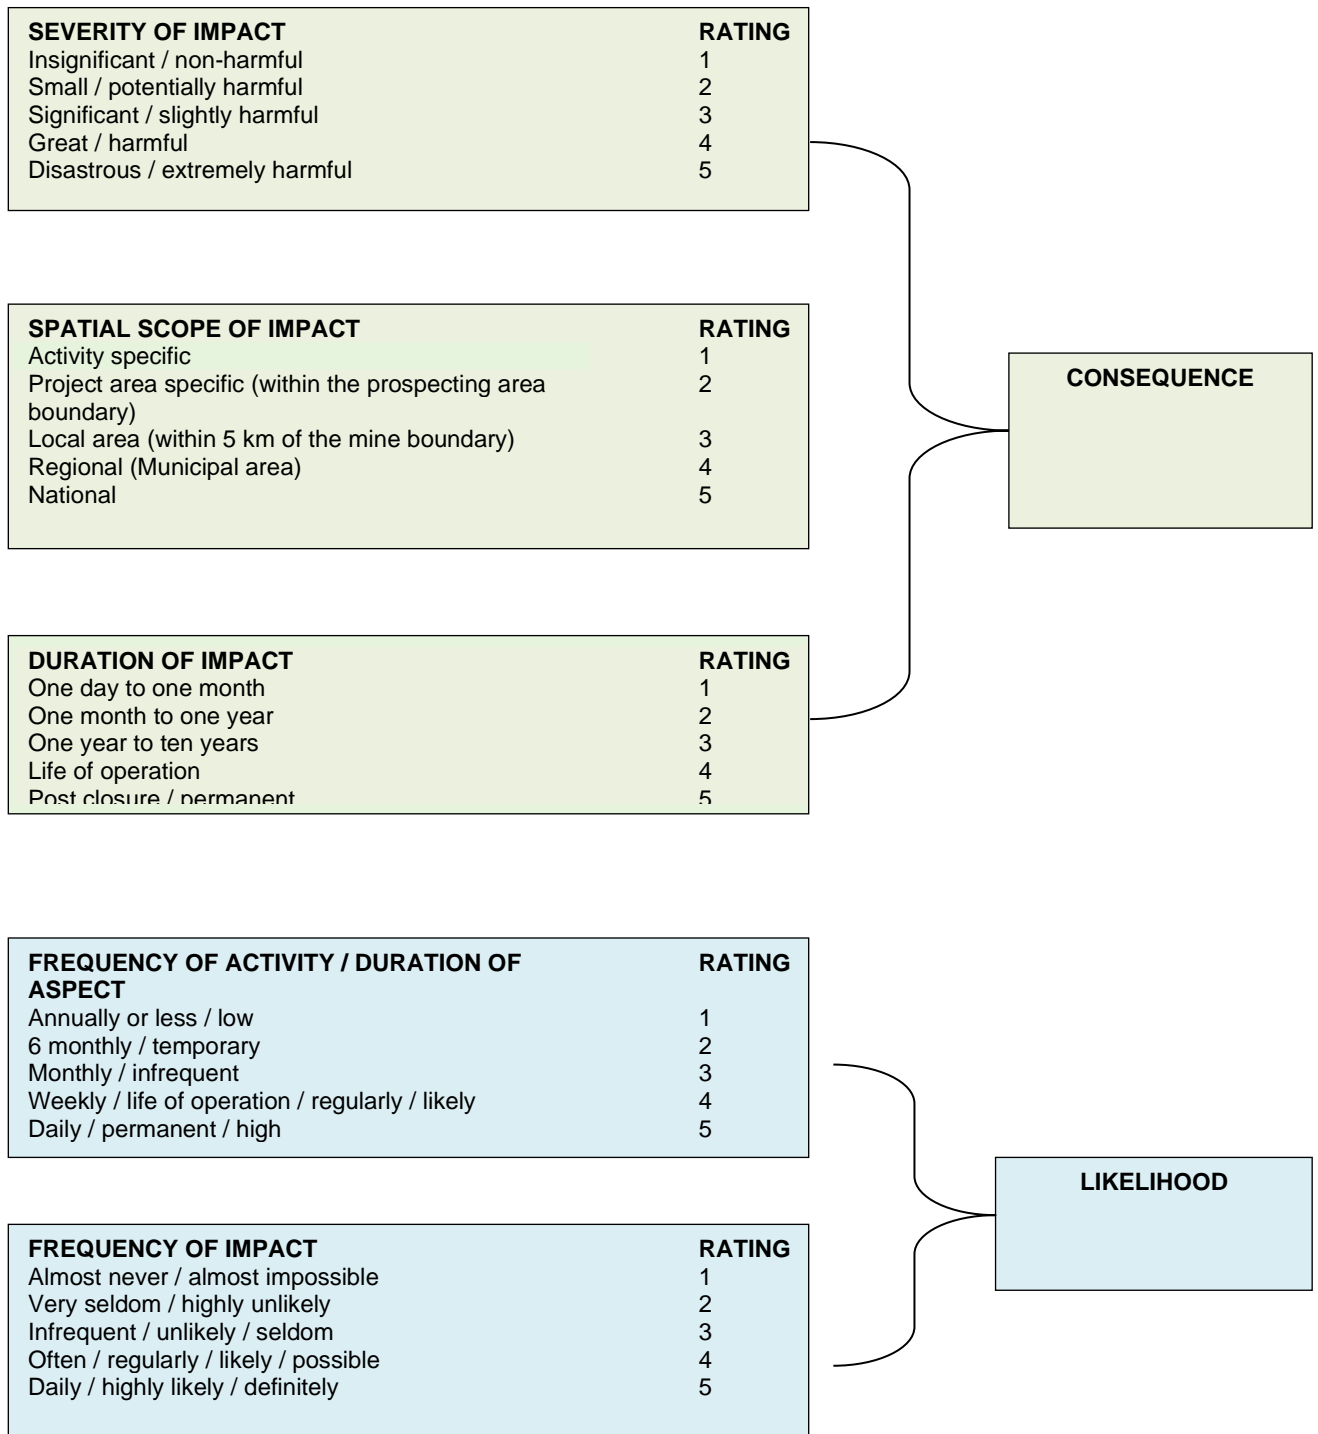 SEVERITY OF IMPACT RATING
Insignificant / non-harmful 1
Small / potentially harmful 2
Significant / slightly harmful 3
Great / harmful 4
Disastrous / extremely harmful 5
SPATIAL SCOPE OF IMPACT RATING
Activity specific 1
Project area specific (within the prospecting area 2
boundary)
Local area (within 5 km of the mine boundary) 3
Regional (Municipal area) 4
National 5
CONSEQUENCE
DURATION OF IMPACT RATING
One day to one month 1
One month to one year 2
One year to ten years 3
Life of operation 4
Post closure / permanent 5
FREQUENCY OF ACTIVITY / DURATION OF RATING
ASPECT
Annually or less / low 1
6 monthly / temporary 2
Monthly / infrequent 3
Weekly / life of operation / regularly / likely 4
Daily / permanent / high 5
LIKELIHOOD
FREQUENCY OF IMPACT RATING
Almost never / almost impossible 1
Very seldom / highly unlikely 2
Infrequent / unlikely / seldom 3
Often / regularly / likely / possible 4
Daily / highly likely / definitely 5